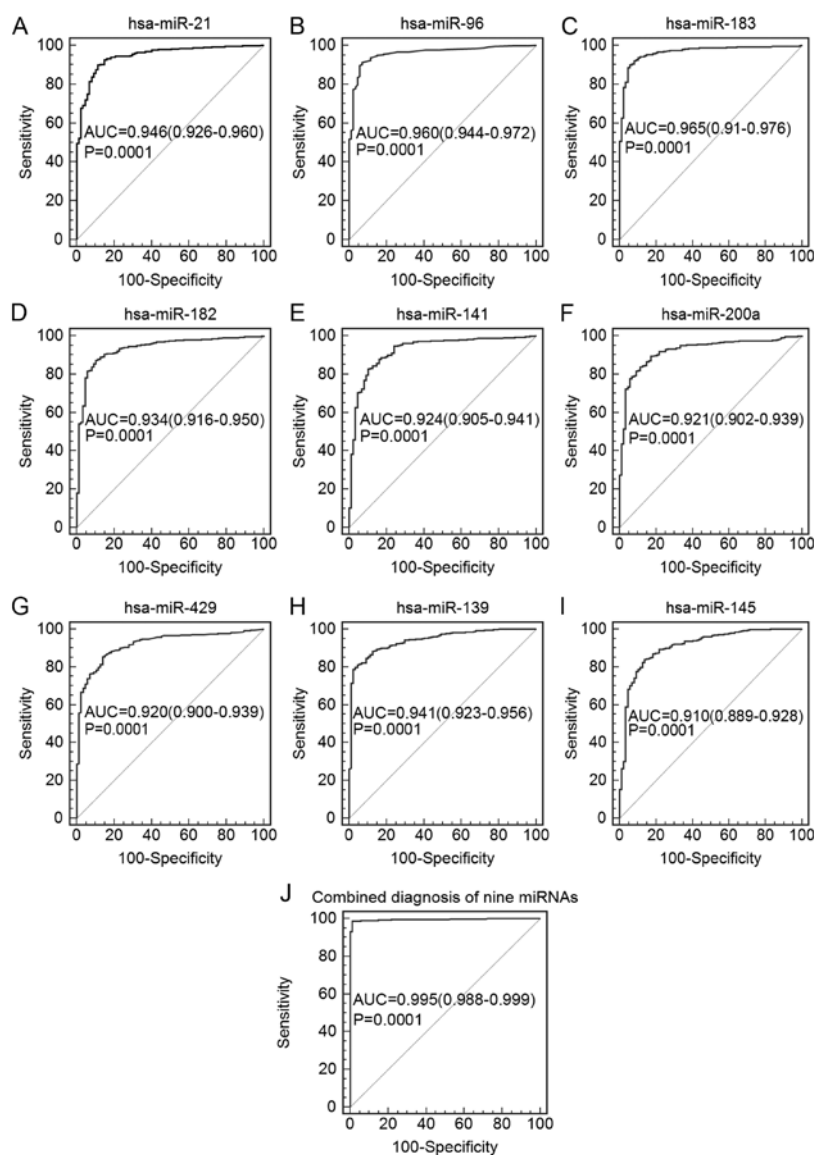 A hsa-miR-21
100
80
60
40
20
0
Sensitivity
AUC=0.946(0.926-0.960)
P=0.0001
0 20 40 60 80 100
100-Specificity
B hsa-miR-96
100
80
60
40
20
0
Sensitivity
AUC=0.960(0.944-0.972)
P=0.0001
0 20 40 60 80 100
100-Specificity
C hsa-miR-183
100
80
60
40
20
0
Sensitivity
AUC=0.965(0.91-0.976)
P=0.0001
0 20 40 60 80 100
100-Specificity
D hsa-miR-182
100
80
60
40
20
0
Sensitivity
AUC=0.934(0.916-0.950)
P=0.0001
0 20 40 60 80 100
100-Specificity
E hsa-miR-141
100
80
60
40
20
0
Sensitivity
AUC=0.924(0.905-0.941)
P=0.0001
0 20 40 60 80 100
100-Specificity
F hsa-miR-200a
100
80
60
40
20
0
Sensitivity
AUC=0.921(0.902-0.939)
P=0.0001
0 20 40 60 80 100
100-Specificity
G hsa-miR-429
100
80
60
40
20
0
Sensitivity
AUC=0.920(0.900-0.939)
P=0.0001
0 20 40 60 80 100
100-Specificity
H hsa-miR-139
100
80
60
40
20
0
Sensitivity
AUC=0.941(0.923-0.956)
P=0.0001
0 20 40 60 80 100
100-Specificity
I hsa-miR-145
100
80
60
40
20
0
Sensitivity
AUC=0.910(0.889-0.928)
P=0.0001
0 20 40 60 80 100
100-Specificity
J Combined diagnosis of nine miRNAs
100
80
60
40
20
0
Sensitivity
AUC=0.995(0.988-0.999)
P=0.0001
0 20 40 60 80 100
100-Specificity